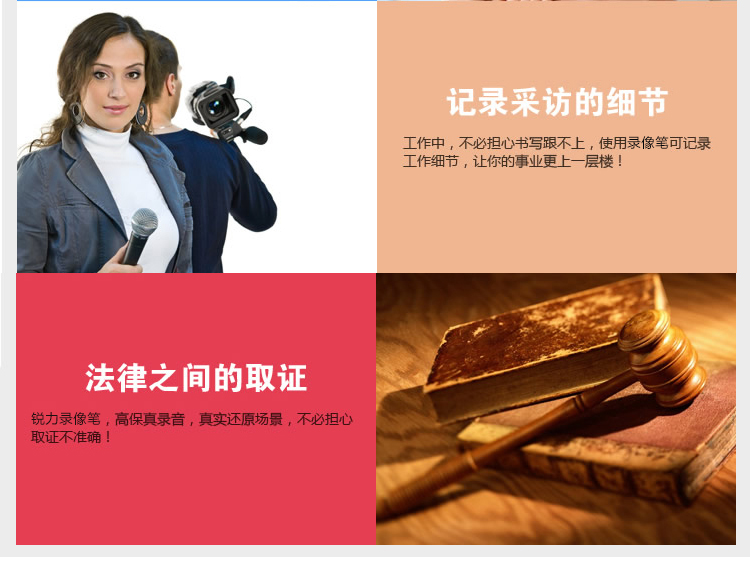 记录采访的细节
工作中，不必担心书写跟不上，使用录像笔可记录
工作细节，让你的事业更上一层楼！
法律之间的取证
锐力录像笔，高保真录音，真实还原场景，不必担心
取证不准确！